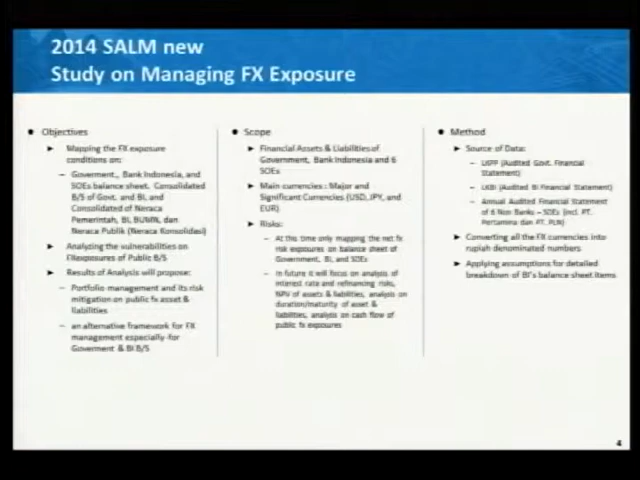 2014 SALM new
Study on Managing FX Exposure
Objectives
Mapping the FX exposure
conditions on:
Goverment,, Bank Indonesia, and
SOEs balance sheet. Consolidated
B/S of Govt. and BI, and
Consolidated of Neraca
Pemerintah, BI, BUMN, dan
Neraca Publik (Neraca Konsolidasi)
Analyzing the vulnerabilities on
FXexposures of Public B/S
Results of Analysis will propose:
Portfolio management and its risk
mitigation on public fx asset &
liabilities
an alternative framework for FX
management especially for
Goverment & BI B/S
Scope
Financial Assets & Liabilities of
Government, Bank Indonesia and 6
SOEs
Main currencies : Major and
Significant Currencies (USD, JPY, and
EUR)
Risks:
At this time only mapping the net fx
risk exposures on balance sheet of
Government, BI, and SOEs
In future it will focus on analysis of
interest rate and refinancing risks,
NPV of assets & liabilities, analysis on
duration/maturity of asset &
liabilities, analysis on cash flow of
public fx exposures
Method
Source of Data:
LKPP (Audited Govt. Financial
Statement)
LKBI (Audited BI Financial Statement)
Annual Audited Financial Statement
of 6 Non Banks – SOEs (incl. PT.
Pertamina dan PT. PLN)
Converting all the FX currencies into
rupiah denominated numbers
Applying assumptions for detailed
breakdown of BI's balance sheet items
4